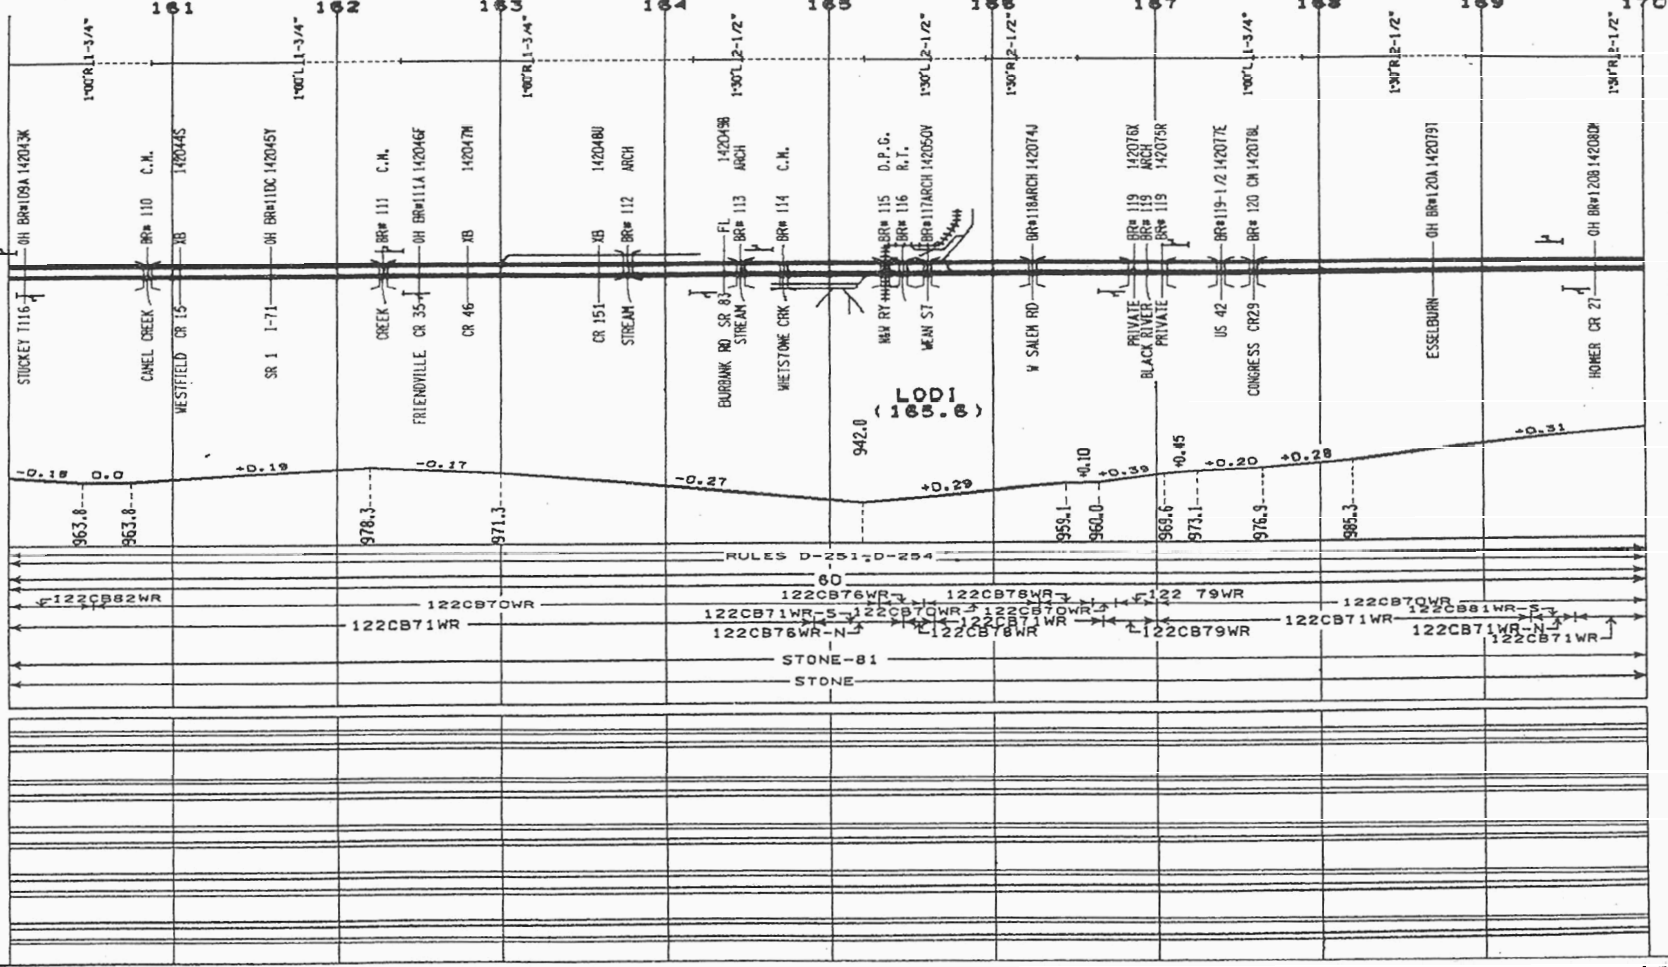 161 162 163 164 165 166 167 168 169 170
1°00'R 1-3/4"
1°00'L 1-3/4"
1°00'R 1-3/4"
1°30'L 2-1/2"
1°30'L 2-1/2"
1°30'R 2-1/2"
1°00'L 1-3/4"
1°30'R 2-1/2"
1°30'R 2-1/2"
STUCKEY T116 OH BR#109A 142043K
CAMEL CREEK BR# 110 C.M.
WESTFIELD CR 15 XB 142044S
SR 1 I-71 OH BR#110C 142045Y
CREEK BR# 111 C.M.
FRIENDVILLE CR 35 OH BR#111A 142046F
CR 46 XB 142047M
CR 151 XB 142048U
STREAM BR# 112 ARCH
BURBANK RD SR 83 FL 142049B
STREAM BR# 113 ARCH
WHETSTONE CRK BR# 114 C.M.
N&W RY BR# 115 D.P.G.
BR# 116 R.T.
WEAN ST BR#117ARCH 142050V
W SALEM RD BR#118ARCH 142074J
PRIVATE BR# 119 142076X
BLACK RIVER BR# 119 ARCH
PRIVATE BR# 119 142075R
US 42 BR#119-1/2 142077E
CONGRESS CR29 BR# 120 CM 142078L
ESSELBURN OH BR#120A 142079T
HOMER CR 27 OH BR#120B 142080M
LODI
(165.6)
942.0
-0.18 0.0 +0.19 -0.17 -0.27 +0.29 +0.10 +0.39 +0.45 +0.20 +0.28 +0.31
963.8 963.8 978.3 971.3 959.1 960.0 969.6 973.1 976.9 985.3
RULES D-251-D-254
60
122CB82WR 122CB70WR 122CB76WR 122CB70WR 122CB78WR 122CB70WR 122 79WR 122CB70WR
122CB71WR 122CB71WR-S 122CB76WR-N 122CB78WR 122CB71WR 122CB79WR 122CB71WR 122CB81WR-S 122CB71WR-N 122CB71WR
STONE-81
STONE